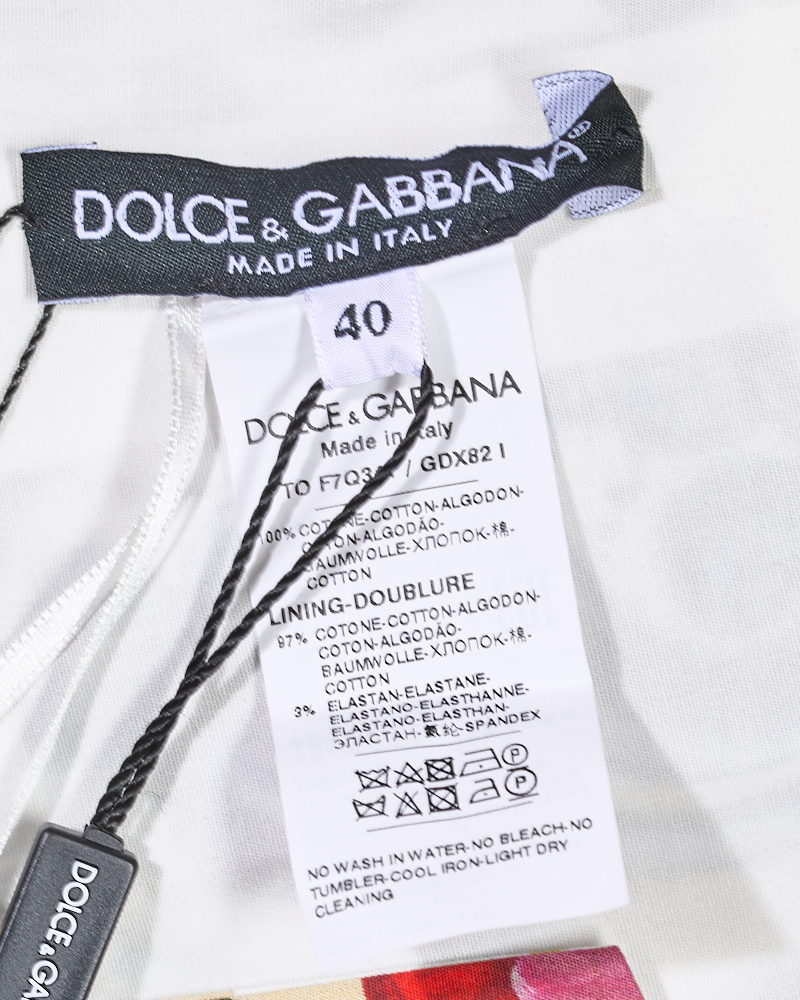 DOLCE & GABBANA
MADE IN ITALY
40
DOLCE & GABBANA
Made in Italy
TO / GDX82 I
100% COTONE-COTTON-ALGODON-
COTON-ALGODÃO-
BAUMWOLLE-ХЛОПОК-棉-
COTTON
LINING-DOUBLURE
97% COTONE-COTTON-ALGODON-
COTON-ALGODÃO-
BAUMWOLLE-ХЛОПОК-棉-
COTTON
3% ELASTAN-ELASTANE-
ELASTANO-ELASTHANNE-
ELASTANO-ELASTHAN-
ЭЛАСТАН-氨纶-SPANDEX
P
P
NO WASH IN WATER-NO BLEACH-NO
TUMBLER-COOL IRON-LIGHT DRY
CLEANING
DOLCE & GA